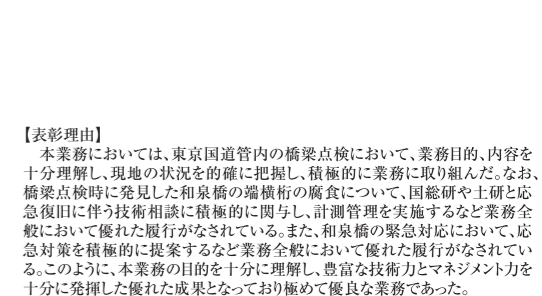 【表彰理由】
　本業務においては、東京国道管内の橋梁点検において、業務目的、内容を
十分理解し、現地の状況を的確に把握し、積極的に業務に取り組んだ。なお、
橋梁点検時に発見した和泉橋の端横桁の腐食について、国総研や土研と応
急復旧に伴う技術相談に積極的に関与し、計測管理を実施するなど業務全
般において優れた履行がなされている。また、和泉橋の緊急対応において、応
急対策を積極的に提案するなど業務全般において優れた履行がなされてい
る。このように、本業務の目的を十分に理解し、豊富な技術力とマネジメント力を
十分に発揮した優れた成果となっており極めて優良な業務であった。